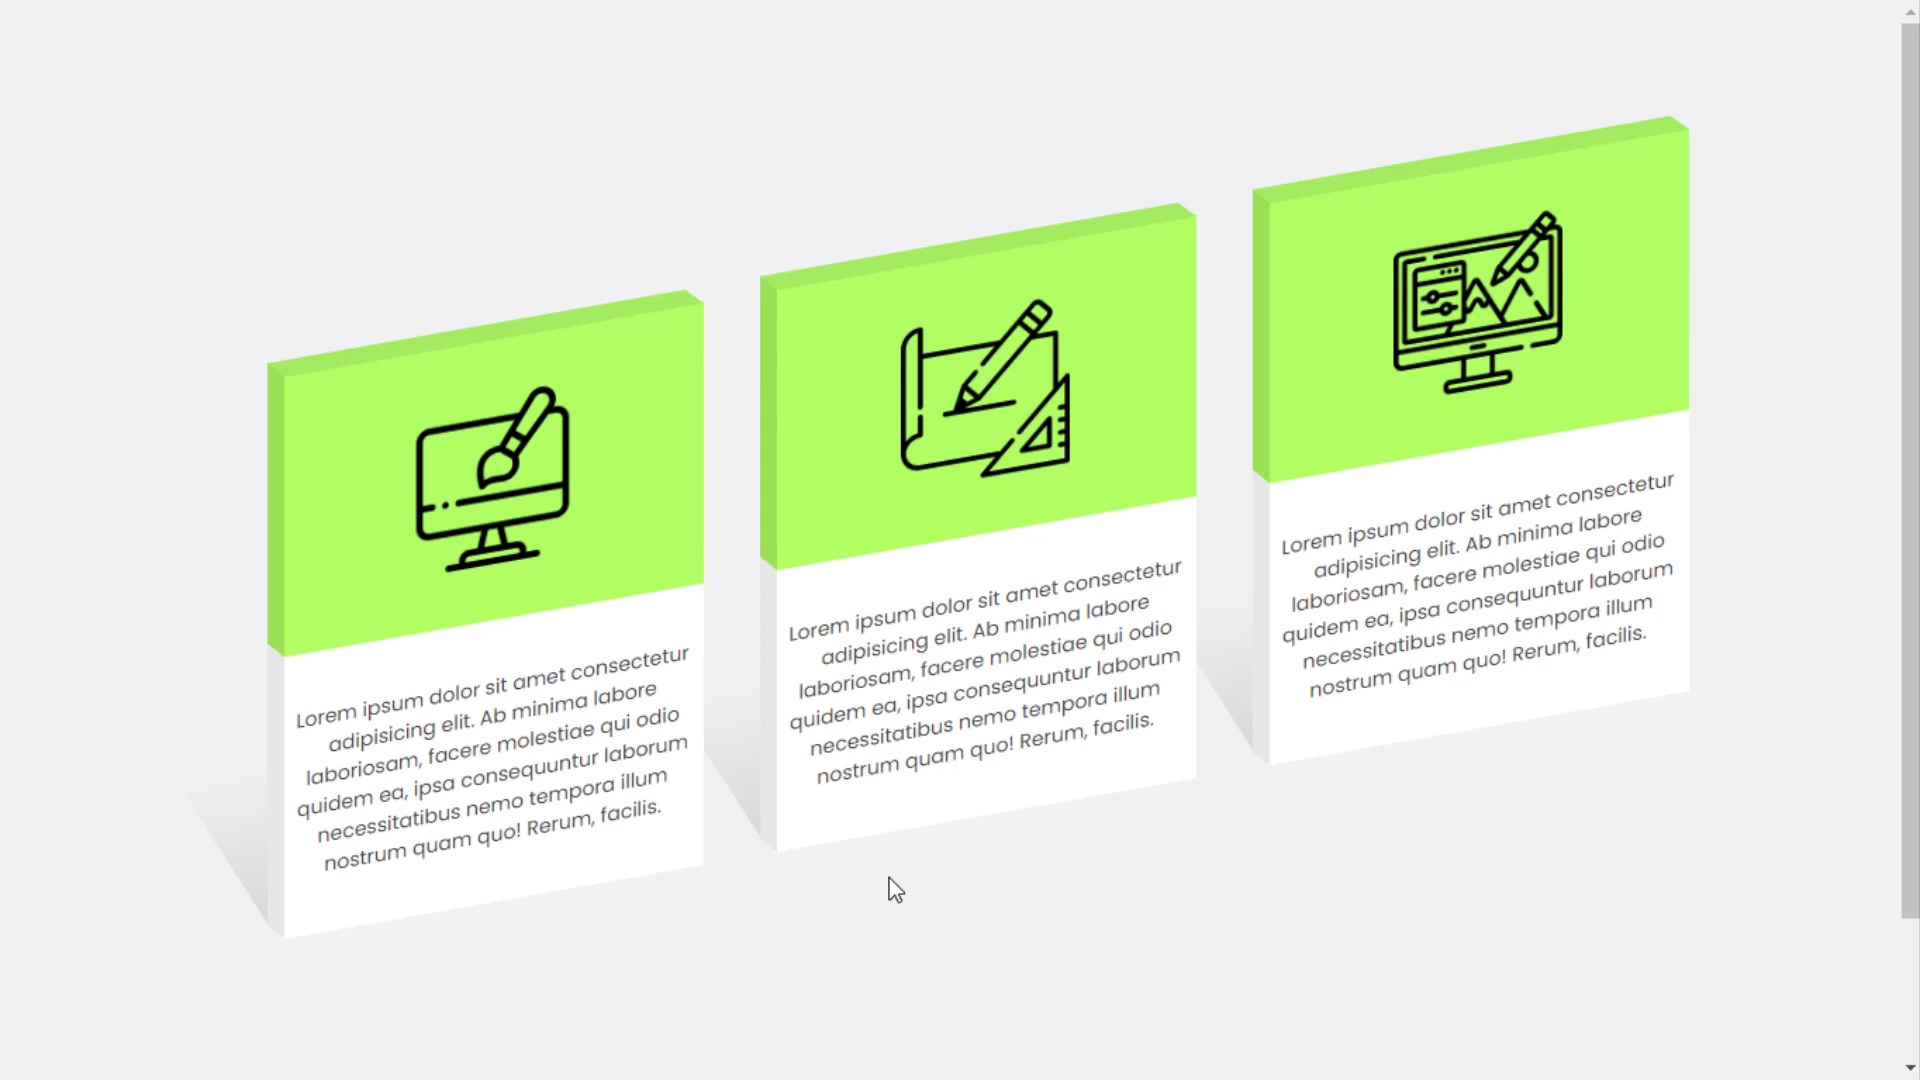 Lorem ipsum dolor sit amet consectetur
adipisicing elit. Ab minima labore
laboriosam, facere molestiae qui odio
quidem ea, ipsa consequuntur laborum
necessitatibus nemo tempora illum
nostrum quam quo! Rerum, facilis.
Lorem ipsum dolor sit amet consectetur
adipisicing elit. Ab minima labore
laboriosam, facere molestiae qui odio
quidem ea, ipsa consequuntur laborum
necessitatibus nemo tempora illum
nostrum quam quo! Rerum, facilis.
Lorem ipsum dolor sit amet consectetur
adipisicing elit. Ab minima labore
laboriosam, facere molestiae qui odio
quidem ea, ipsa consequuntur laborum
necessitatibus nemo tempora illum
nostrum quam quo! Rerum, facilis.